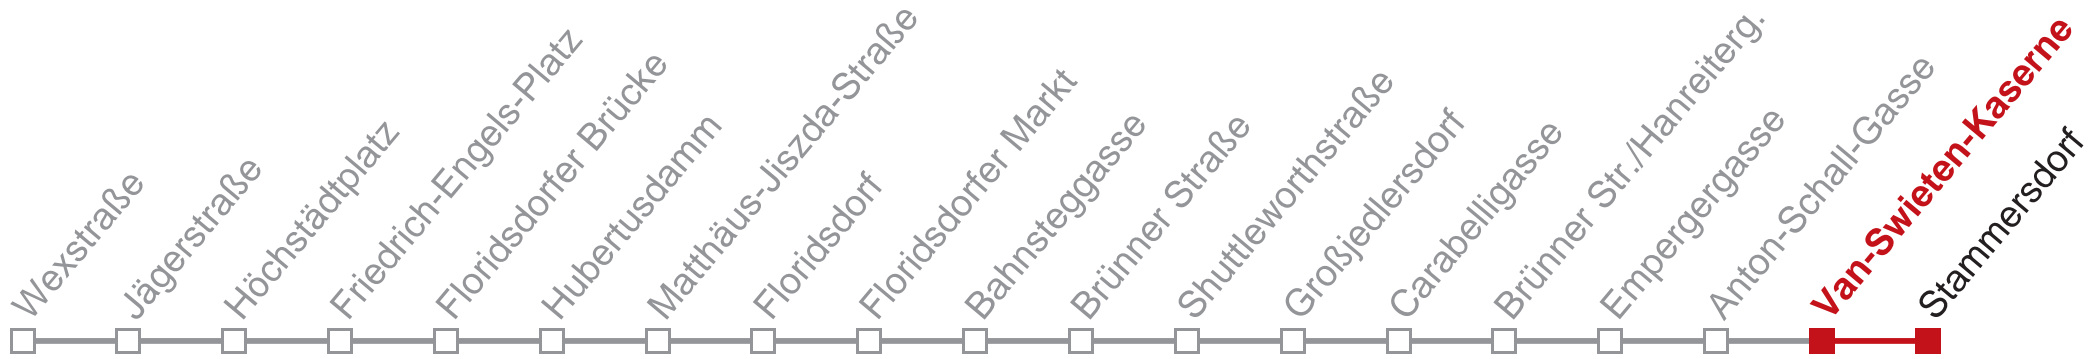 Wexstraße
Jägerstraße
Höchstädtplatz
Friedrich-Engels-Platz
Floridsdorfer Brücke
Hubertusdamm
Matthäus-Jiszda-Straße
Floridsdorf
Floridsdorfer Markt
Bahnsteggasse
Brünner Straße
Shuttleworthstraße
Großjedlersdorf
Carabelligasse
Brünner Str./Hanreiterg.
Empergergasse
Anton-Schall-Gasse
Van-Swieten-Kaserne
Stammersdorf